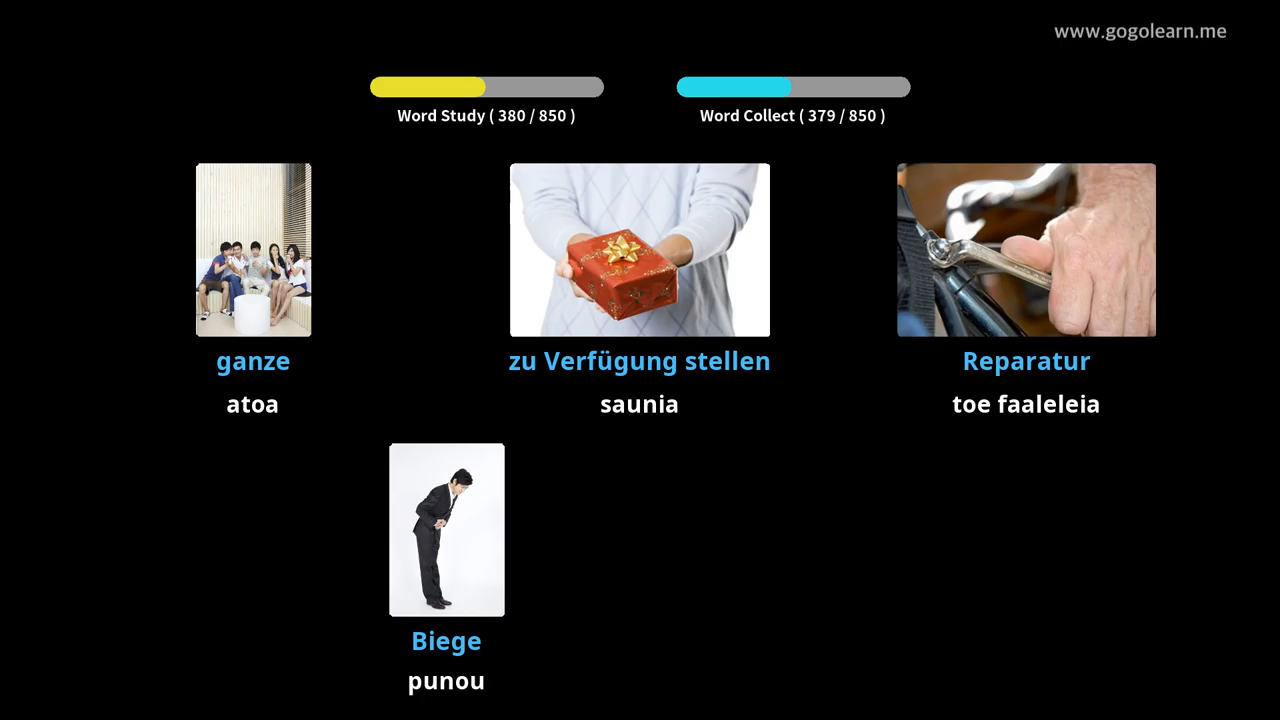 www.gogolearn.me
Word Study ( 380 / 850 )
Word Collect ( 379 / 850 )
ganze
zu Verfügung stellen
Reparatur
atoa
saunia
toe faaleleia
Biege
punou